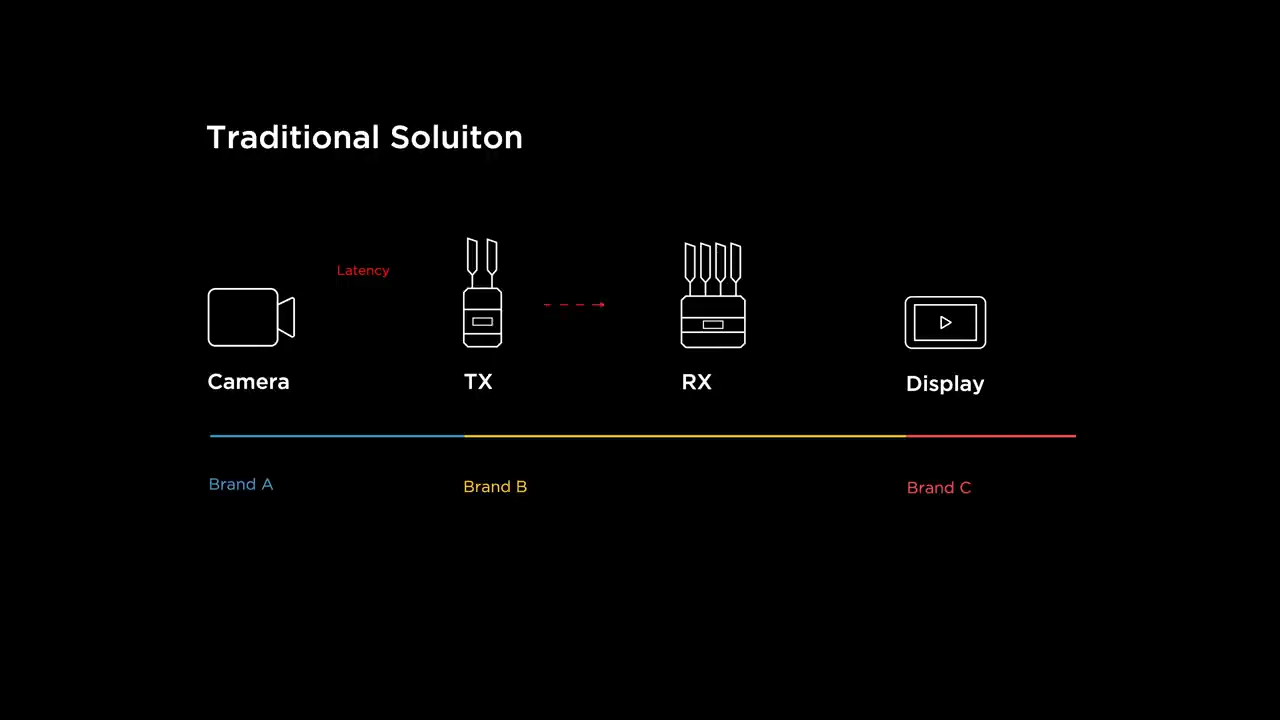 Traditional Soluiton
Latency
Camera
TX
RX
Display
Brand A
Brand B
Brand C